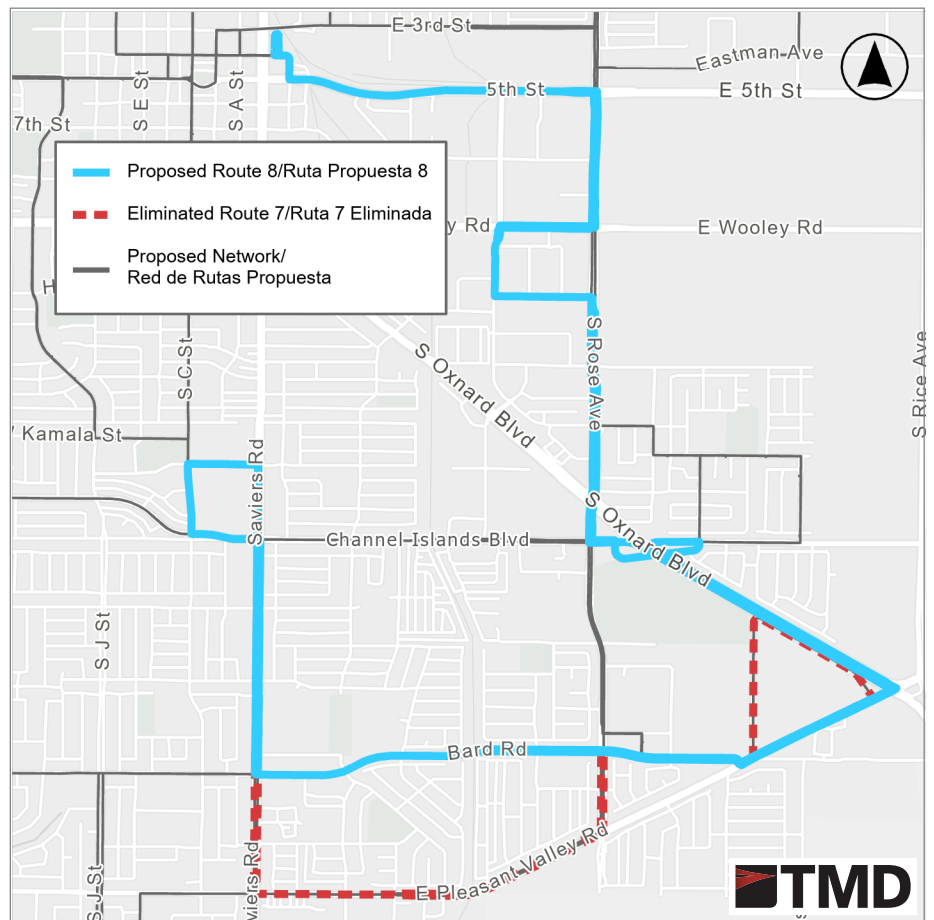 E 3rd St
Eastman Ave
5th St
E 5th St
S E St
S A St
7th St
Proposed Route 8/Ruta Propuesta 8
Eliminated Route 7/Ruta 7 Eliminada
Proposed Network/
Red de Rutas Propuesta
y Rd
E Wooley Rd
H
S C St
S Oxnard Blvd
S Rose Ave
S Rice Ave
Kamala St
Saviers Rd
S Oxnard Blvd
Channel Islands Blvd
S J St
Bard Rd
E Pleasant Valley Rd
viers Rd
S J St
TMD